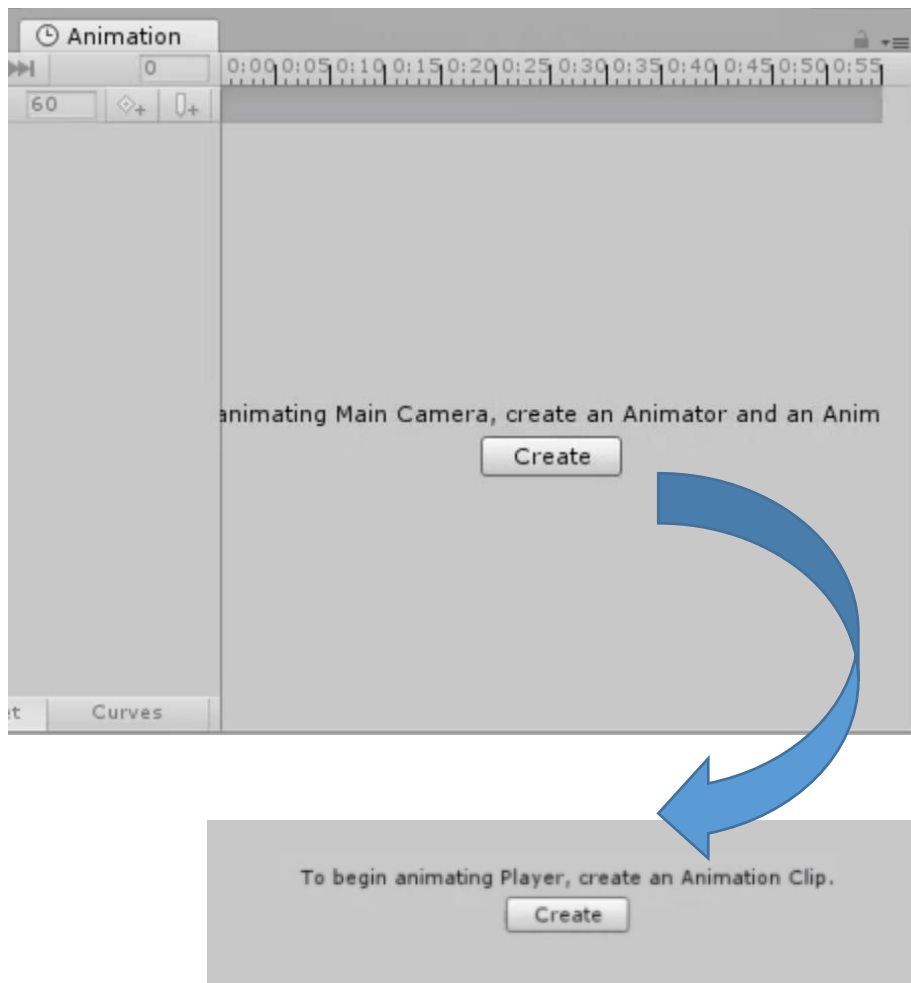 Animation
0
0:00 0:05 0:10 0:15 0:20 0:25 0:30 0:35 0:40 0:45 0:50 0:55
60
animating Main Camera, create an Animator and an Anim
Create
et Curves
To begin animating Player, create an Animation Clip.
Create